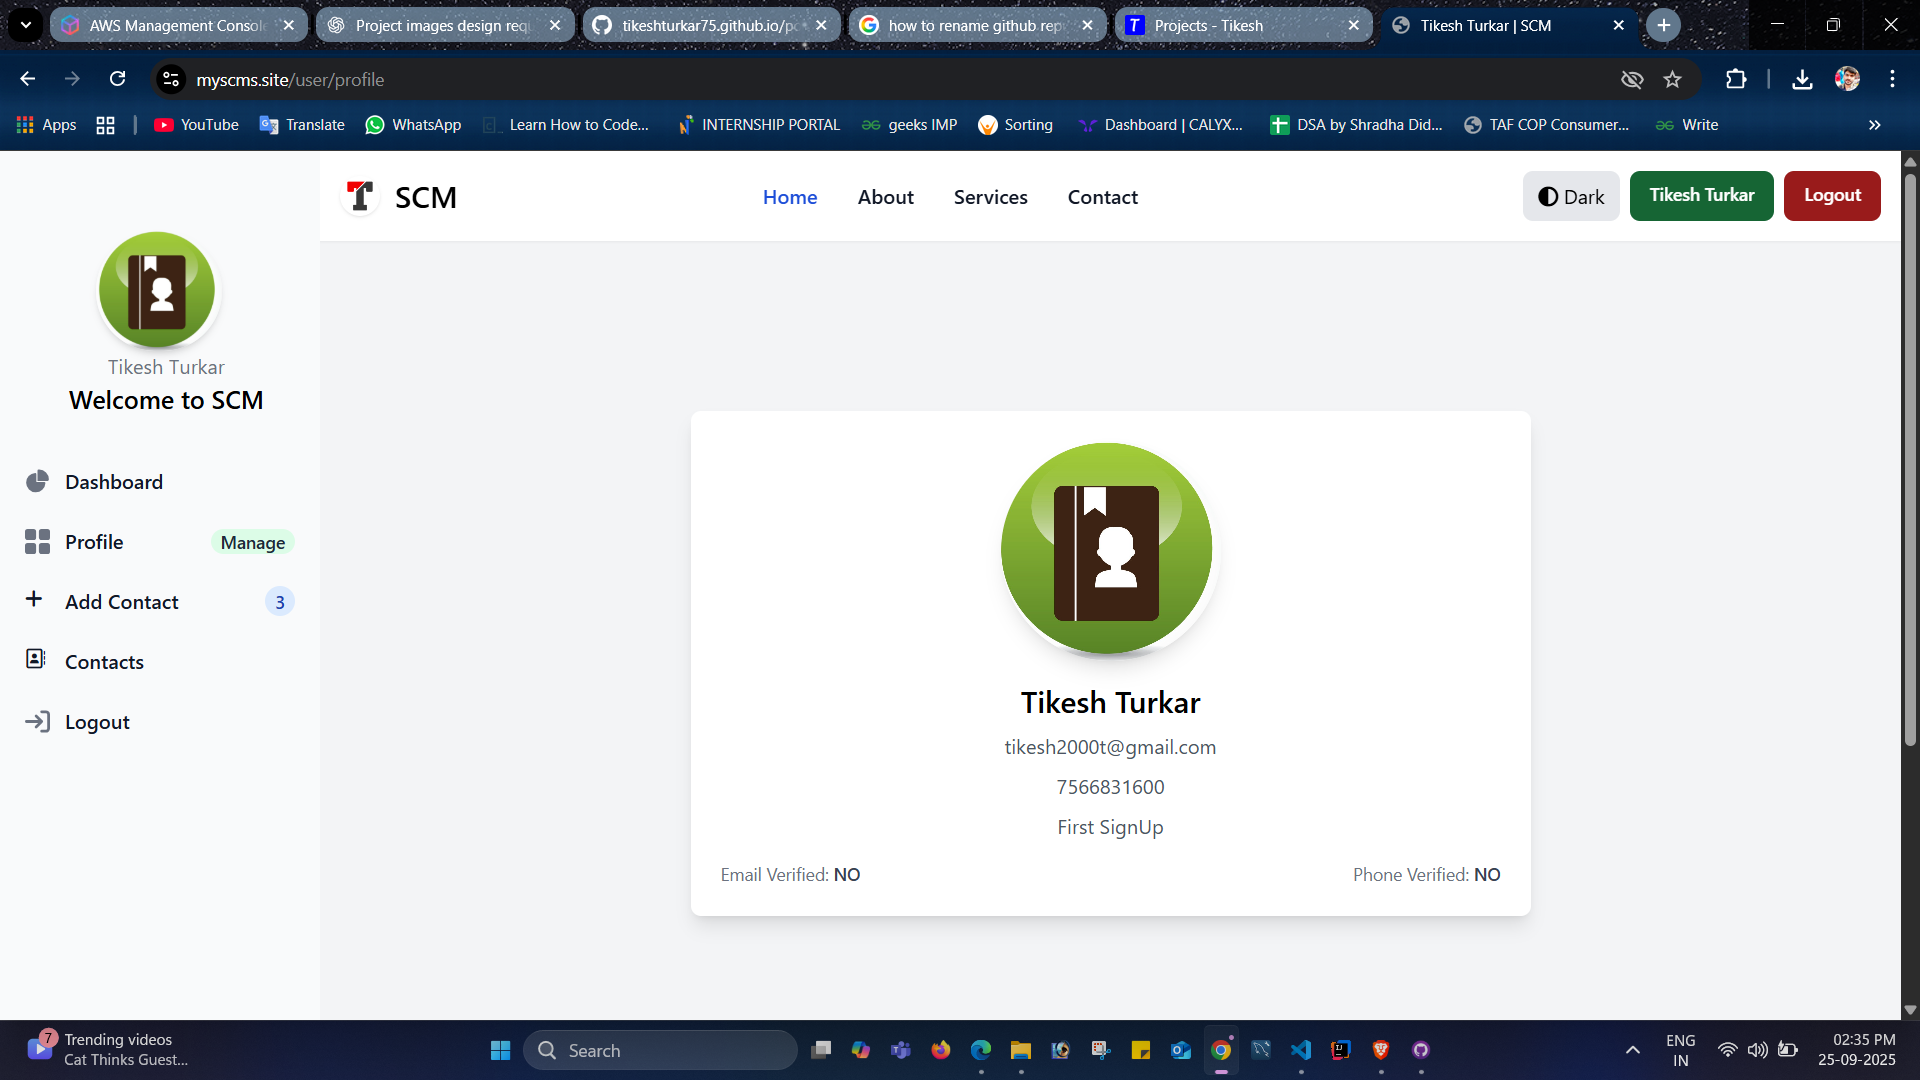 AWS Management Consol
Project images design req
tikeshturkar75.github.io/po
how to rename github rep
T Projects - Tikesh
Tikesh Turkar | SCM
myscms.site/user/profile
Apps
YouTube
Translate
WhatsApp
Learn How to Code...
INTERNSHIP PORTAL
geeks IMP
Sorting
Dashboard | CALYX...
DSA by Shradha Did...
TAF COP Consumer...
Write
SCM
Home
About
Services
Contact
Dark
Tikesh Turkar
Logout
Tikesh Turkar
Welcome to SCM
Dashboard
Profile
Manage
Add Contact
3
Contacts
Logout
Tikesh Turkar
tikesh2000t@gmail.com
7566831600
First SignUp
Email Verified: NO
Phone Verified: NO
7
Trending videos
Cat Thinks Guest...
Search
ENG
IN
02:35 PM
25-09-2025